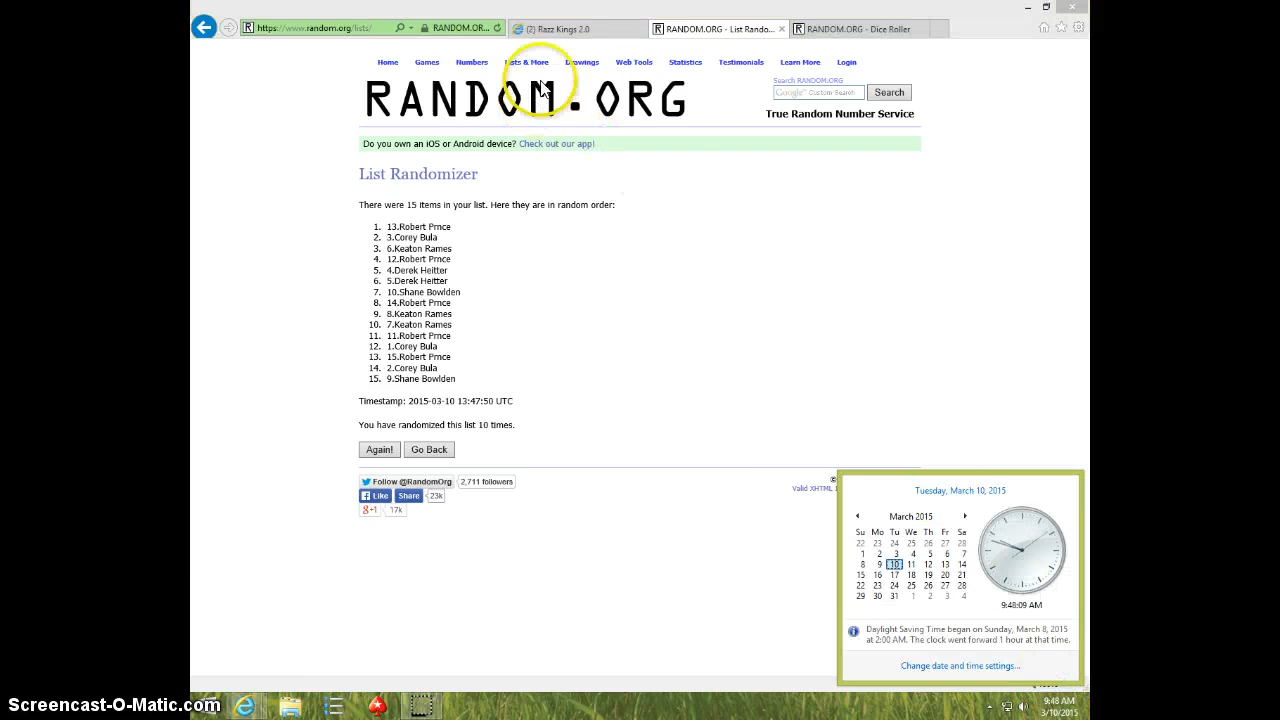 https://www.random.org/lists/
RANDOM.OR...
(2) Razz Kings 2.0
RANDOM.ORG - List Rando...
RANDOM.ORG - Dice Roller
Home Games Numbers Lists & More Drawings Web Tools Statistics Testimonials Learn More Login
RANDOM.ORG
Search RANDOM.ORG
Google™ Custom Search
Search
True Random Number Service
Do you own an iOS or Android device? Check out our app!
List Randomizer
There were 15 items in your list. Here they are in random order:
1. 13.Robert Prnce
2. 3.Corey Bula
3. 6.Keaton Rames
4. 12.Robert Prnce
5. 4.Derek Heitter
6. 5.Derek Heitter
7. 10.Shane Bowlden
8. 14.Robert Prnce
9. 8.Keaton Rames
10. 7.Keaton Rames
11. 11.Robert Prnce
12. 1.Corey Bula
13. 15.Robert Prnce
14. 2.Corey Bula
15. 9.Shane Bowlden
Timestamp: 2015-03-10 13:47:50 UTC
You have randomized this list 10 times.
Again! Go Back
Follow @RandomOrg 2,711 followers
Like Share 23k
+1 17k
©
Valid XHTML 1
Tuesday, March 10, 2015
March 2015
Su Mo Tu We Th Fr Sa
22 23 24 25 26 27 28
1 2 3 4 5 6 7
8 9 10 11 12 13 14
15 16 17 18 19 20 21
22 23 24 25 26 27 28
29 30 31 1 2 3 4
9:48:09 AM
Daylight Saving Time began on Sunday, March 8, 2015
at 2:00 AM. The clock went forward 1 hour at that time.
Change date and time settings...
Screencast-O-Matic.com
9:48 AM
3/10/2015